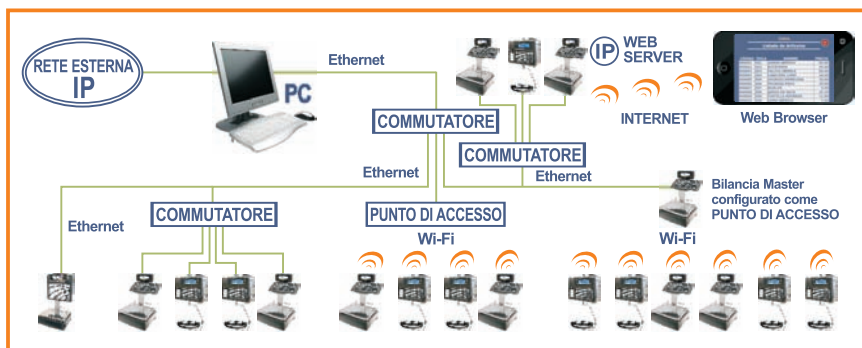 RETE ESTERNA
IP
PC
Ethernet
COMMUTATORE
IP
WEB
SERVER
INTERNET
Web Browser
COMMUTATORE
Ethernet
Ethernet
Ethernet
COMMUTATORE
PUNTO DI ACCESSO
Wi-Fi
Bilancia Master
configurato come
PUNTO DI ACCESSO
Wi-Fi